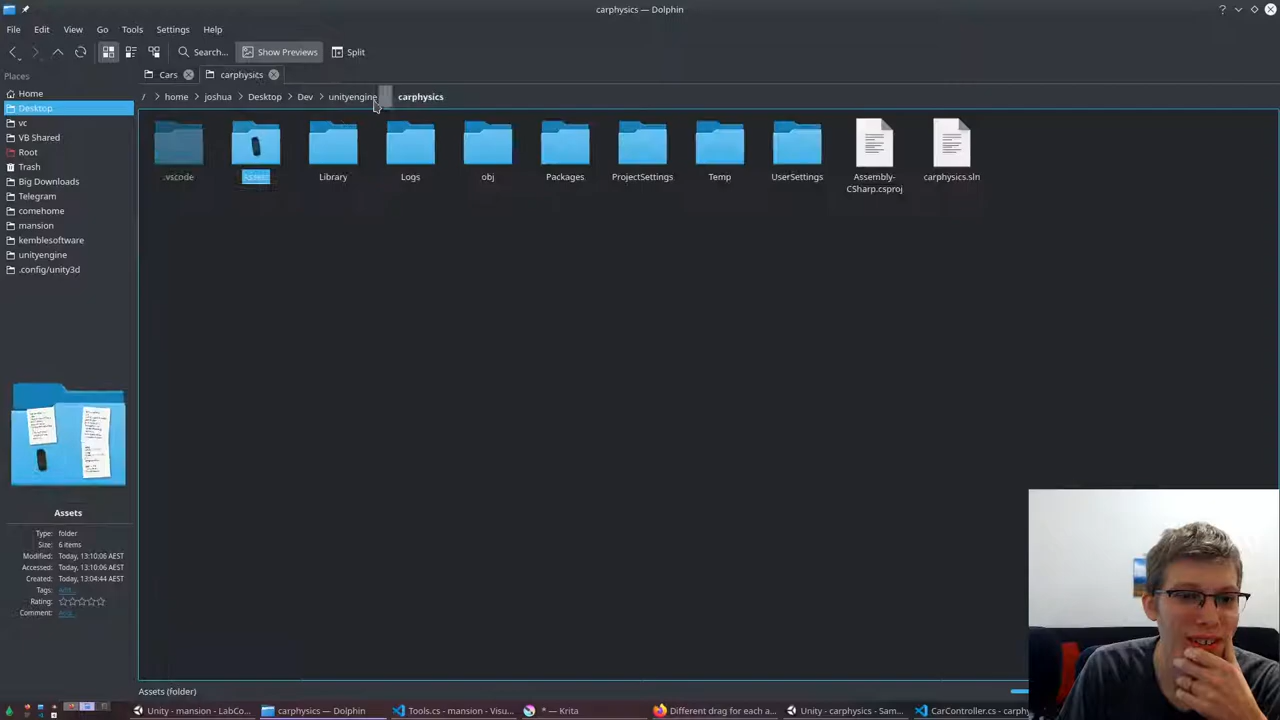 carphysics — Dolphin
File Edit View Go Tools Settings Help
Search... Show Previews Split
Places
Cars carphysics
/ > home > joshua > Desktop > Dev > unityengine carphysics
Home
Desktop
vc
VB Shared
Root
Trash
Big Downloads
Telegram
comehome
mansion
kemblesoftware
unityengine
.config/unity3d
.vscode Assets Library Logs obj Packages ProjectSettings Temp UserSettings Assembly-CSharp.csproj carphysics.sln
Assets
Type: folder
Size: 6 items
Modified: Today, 13:10:06 AEST
Accessed: Today, 13:10:06 AEST
Created: Today, 13:04:44 AEST
Tags: Add...
Rating:
Comment: Add...
Assets (folder)
Unity - mansion - LabCo... carphysics — Dolphin Tools.cs - mansion - Visu... * — Krita Different drag for each a... Unity - carphysics - Sam... CarController.cs - carph